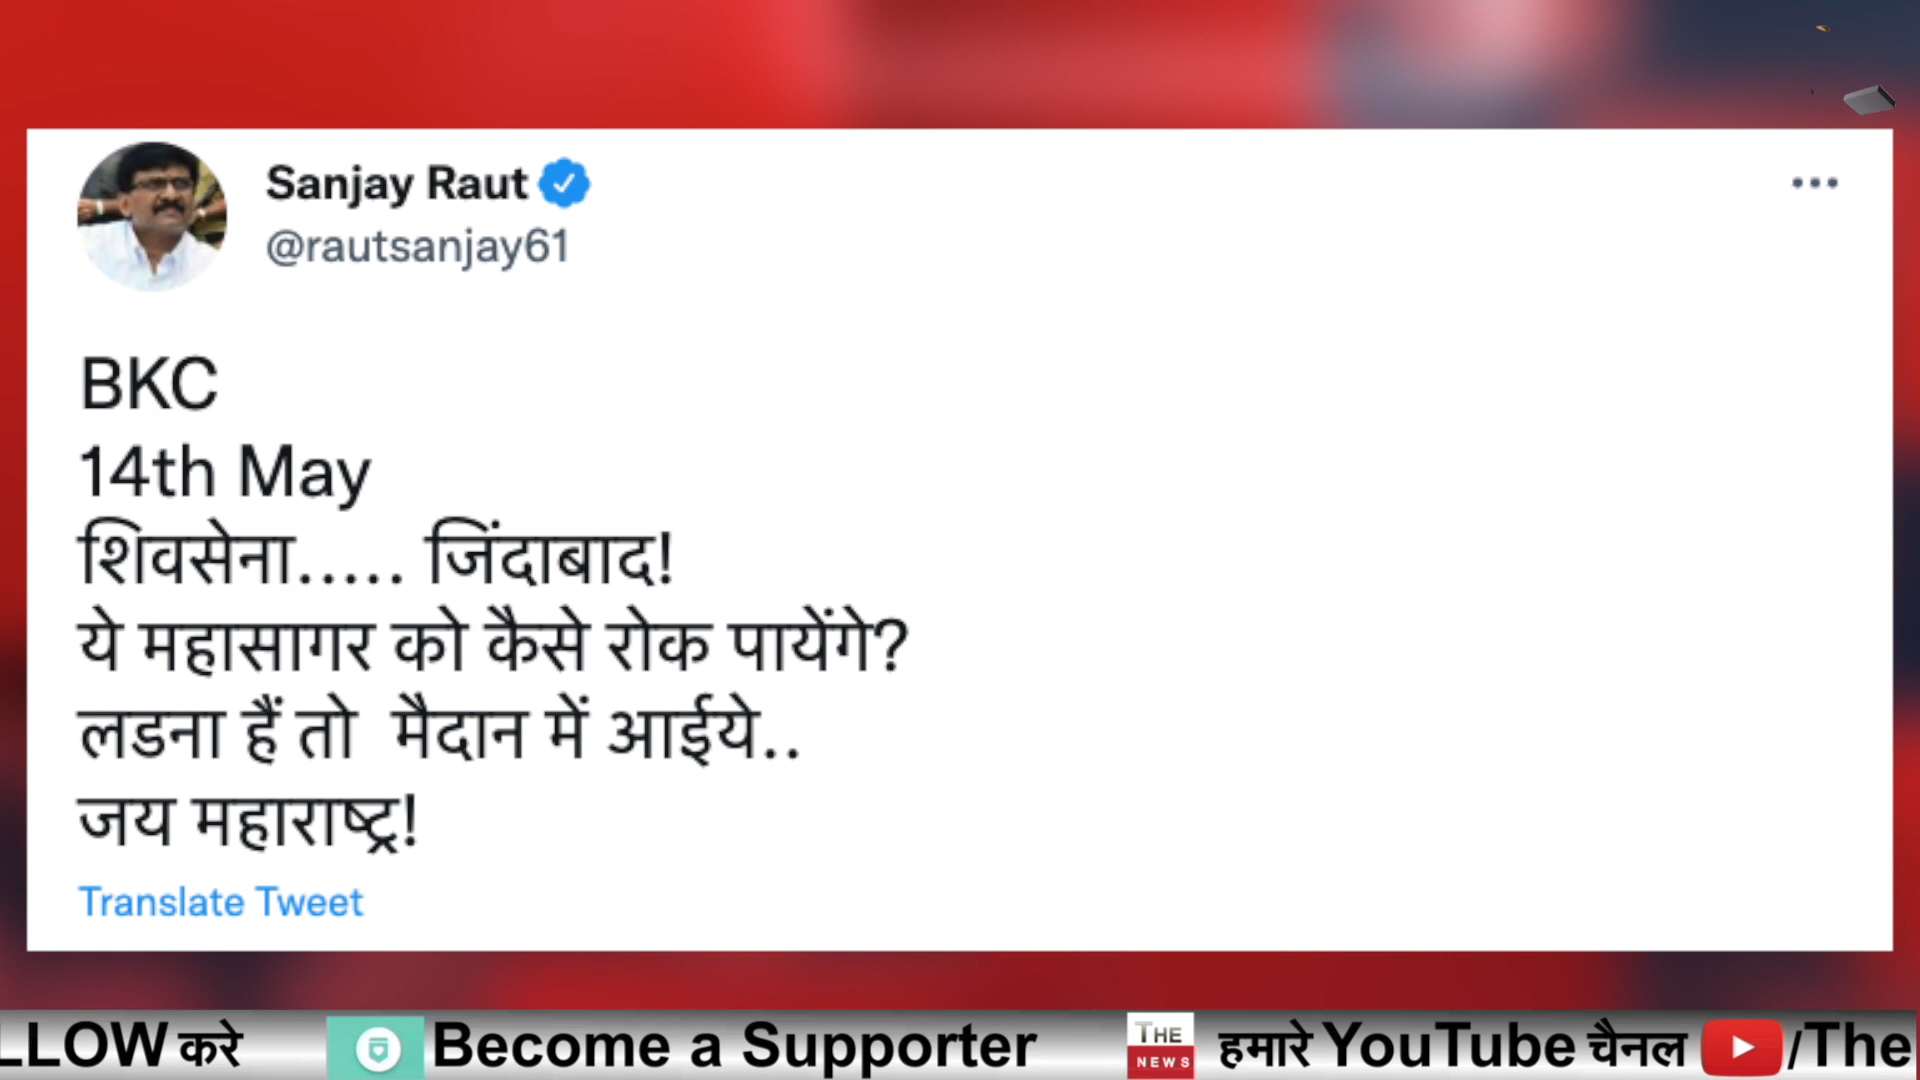 Sanjay Raut
@rautsanjay61
BKC
14th May
शिवसेना..... जिंदाबाद!
ये महासागर को कैसे रोक पायेंगे?
लडना हैं तो  मैदान में आईये..
जय महाराष्ट्र!
Translate Tweet
LLOW करे Become a Supporter THE NEWS हमारे YouTube चैनल /The